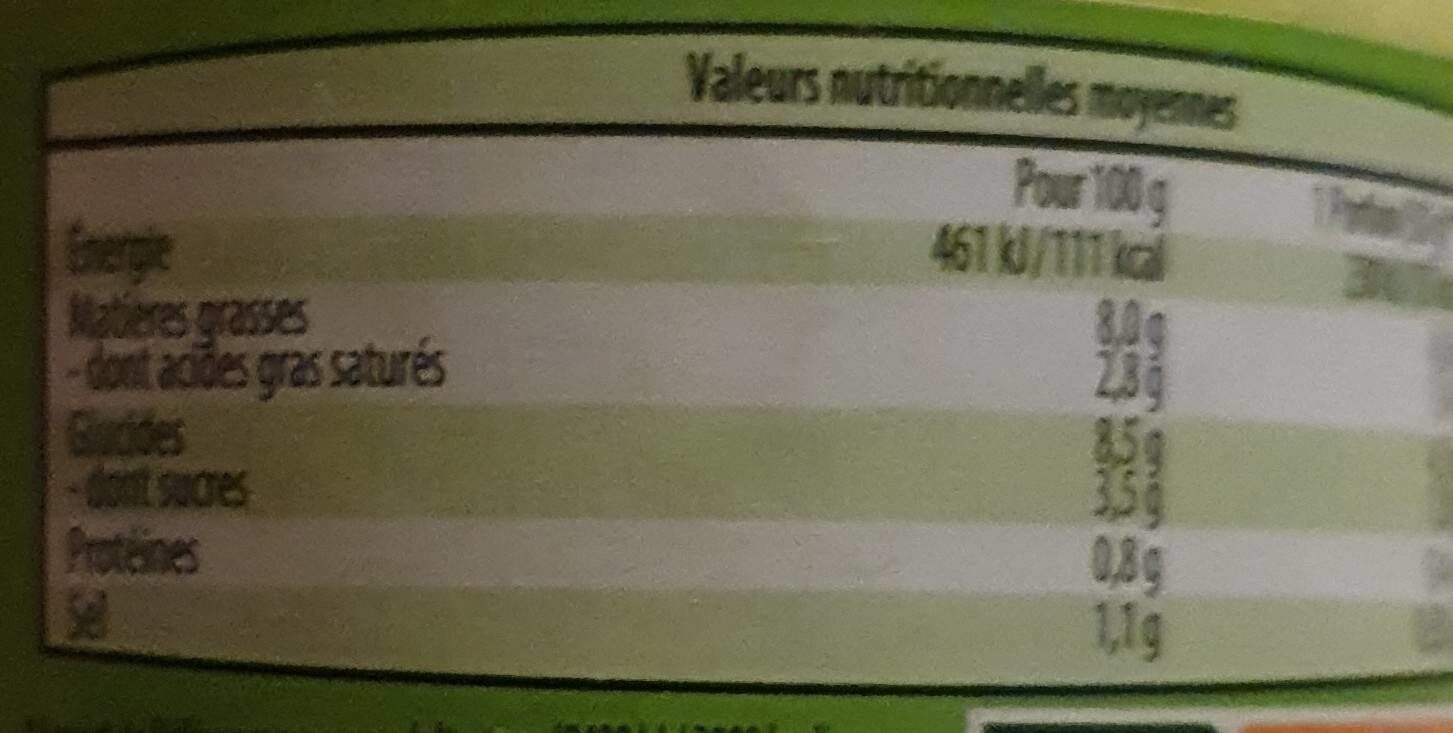 Valeurs nutritionnelles moyennes
Pour 100 g
Énergie 461 kJ/111 kcal
Matières grasses 8,0 g
- dont acides gras saturés 2,8 g
Glucides 8,5 g
- dont sucres 3,5 g
Protéines 0,8 g
Sel 1,1 g